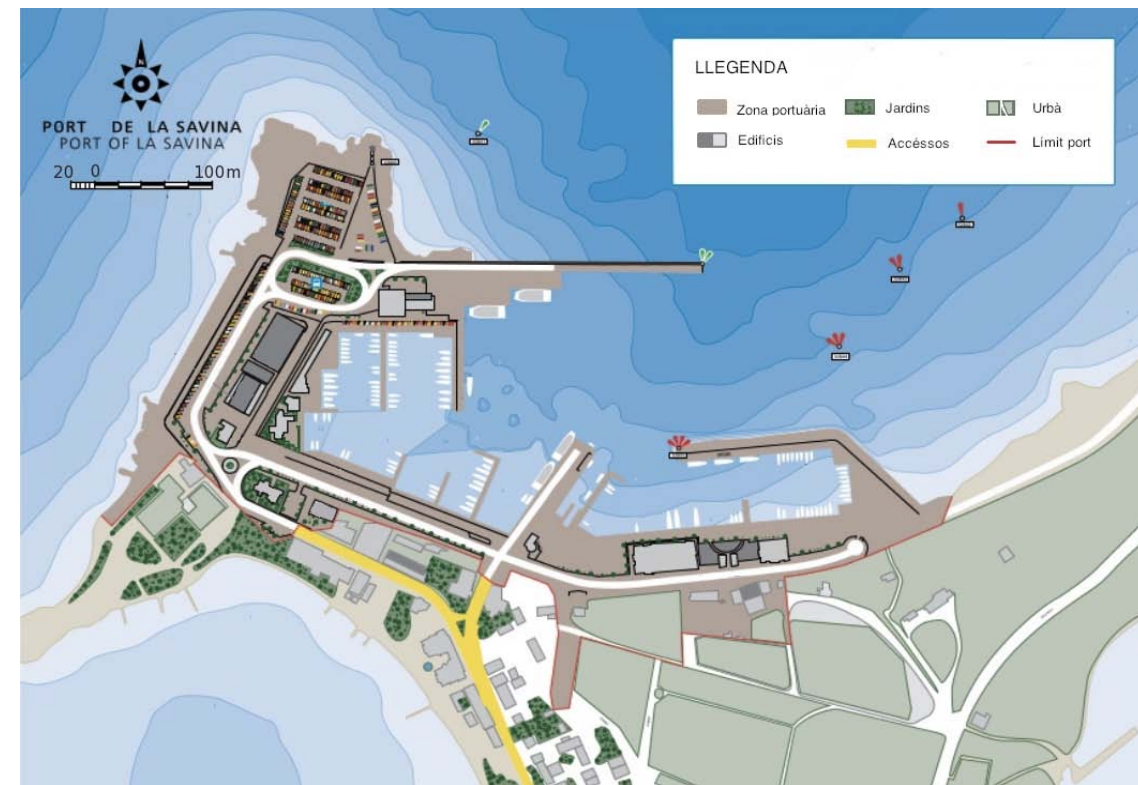 N
PORT DE LA SAVINA
PORT OF LA SAVINA
20 0 100m
LLEGENDA
Zona portuària
Jardins
Urbà
Edificis
Accéssos
Límit port